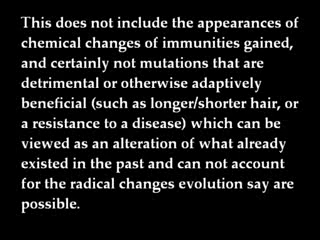 This does not include the appearances of
chemical changes of immunities gained,
and certainly not mutations that are
detrimental or otherwise adaptively
beneficial (such as longer/shorter hair, or
a resistance to a disease) which can be
viewed as an alteration of what already
existed in the past and can not account
for the radical changes evolution say are
possible.